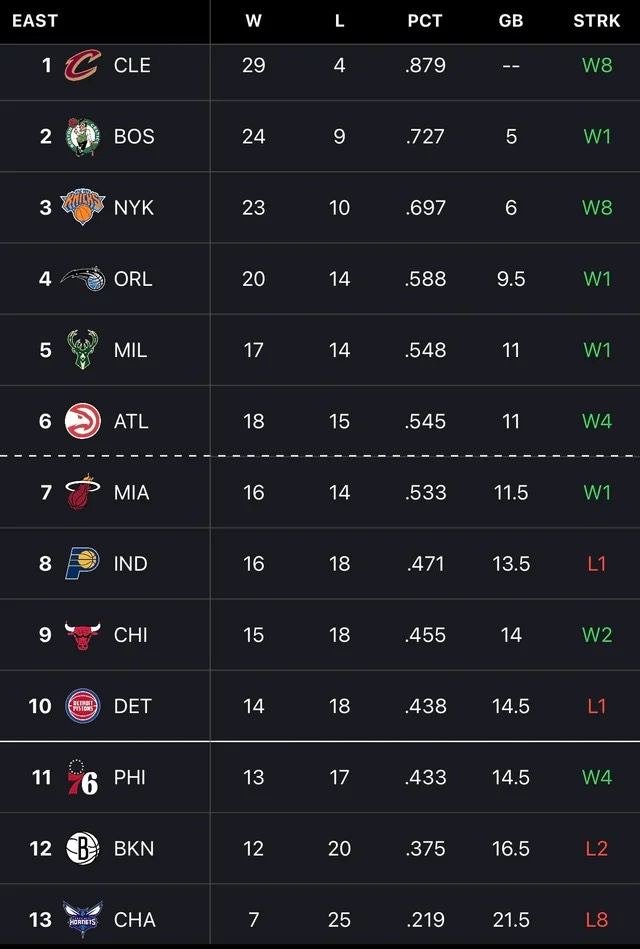 EAST W L PCT GB STRK
1 CLE 29 4 .879 -- W8
2 BOS 24 9 .727 5 W1
3 NYK 23 10 .697 6 W8
4 ORL 20 14 .588 9.5 W1
5 MIL 17 14 .548 11 W1
6 ATL 18 15 .545 11 W4
7 MIA 16 14 .533 11.5 W1
8 IND 16 18 .471 13.5 L1
9 CHI 15 18 .455 14 W2
10 DET 14 18 .438 14.5 L1
11 PHI 13 17 .433 14.5 W4
12 BKN 12 20 .375 16.5 L2
13 CHA 7 25 .219 21.5 L8